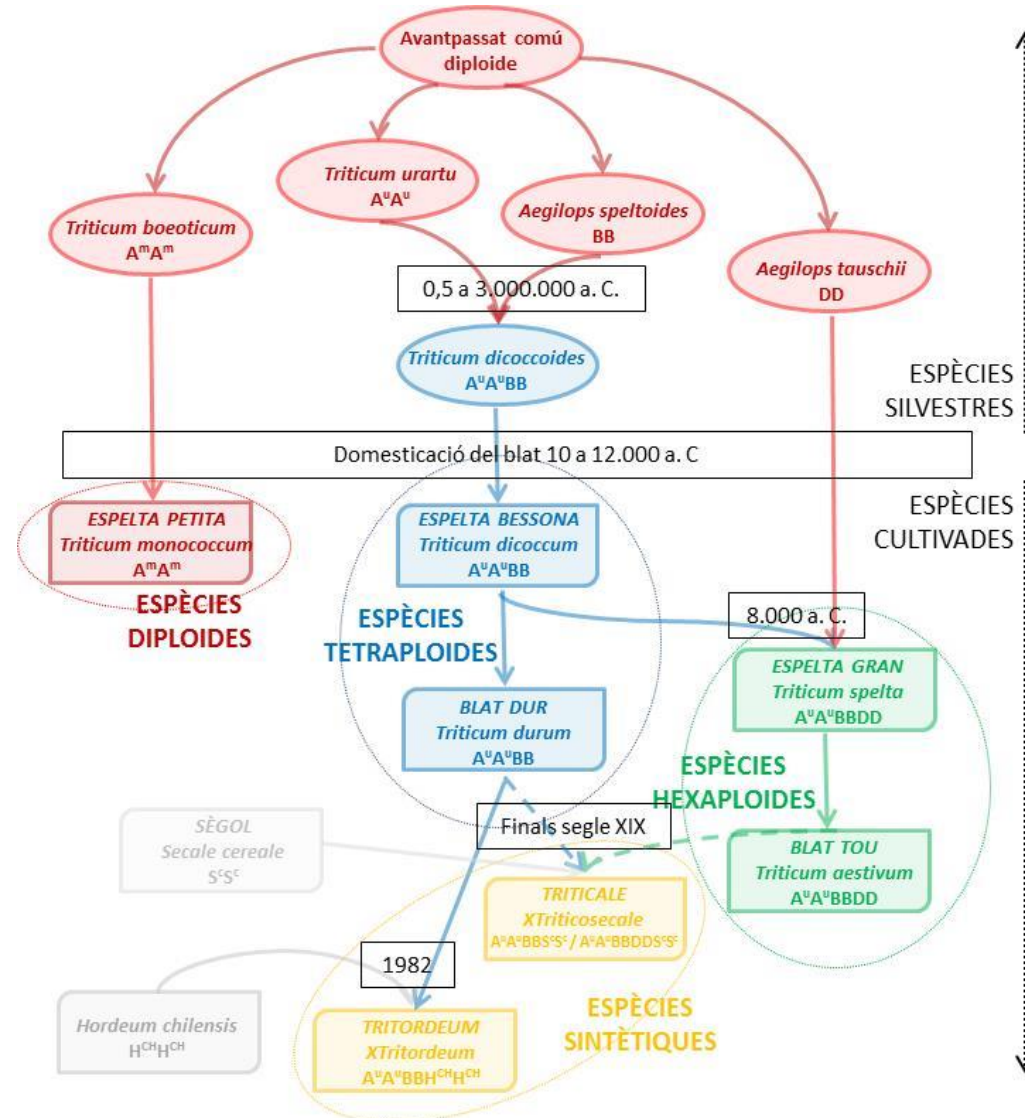 Avantpassat comú
diploide
Triticum urartu
AᵘAᵘ
Aegilops speltoides
BB
Triticum boeoticum
AᵐAᵐ
Aegilops tauschii
DD
0,5 a 3.000.000 a. C.
Triticum dicoccoides
AᵘAᵘBB
ESPÈCIES
SILVESTRES
Domesticació del blat 10 a 12.000 a. C
ESPÈCIES
CULTIVADES
ESPELTA PETITA
Triticum monococcum
AᵐAᵐ
ESPÈCIES
DIPLOIDES
ESPELTA BESSONA
Triticum dicoccum
AᵘAᵘBB
ESPÈCIES
TETRAPLOIDES
8.000 a. C.
ESPELTA GRAN
Triticum spelta
AᵘAᵘBBDD
BLAT DUR
Triticum durum
AᵘAᵘBB
ESPÈCIES
HEXAPLOIDES
Finals segle XIX
SÈGOL
Secale cereale
SᶜSᶜ
BLAT TOU
Triticum aestivum
AᵘAᵘBBDD
TRITICALE
XTriticosecale
AᵘAᵘBBSᶜSᶜ / AᵘAᵘBBDDSᶜSᶜ
1982
Hordeum chilensis
Hᶜᴴ Hᶜᴴ
TRITORDEUM
XTritordeum
AᵘAᵘBBHᶜᴴHᶜᴴ
ESPÈCIES
SINTÈTIQUES